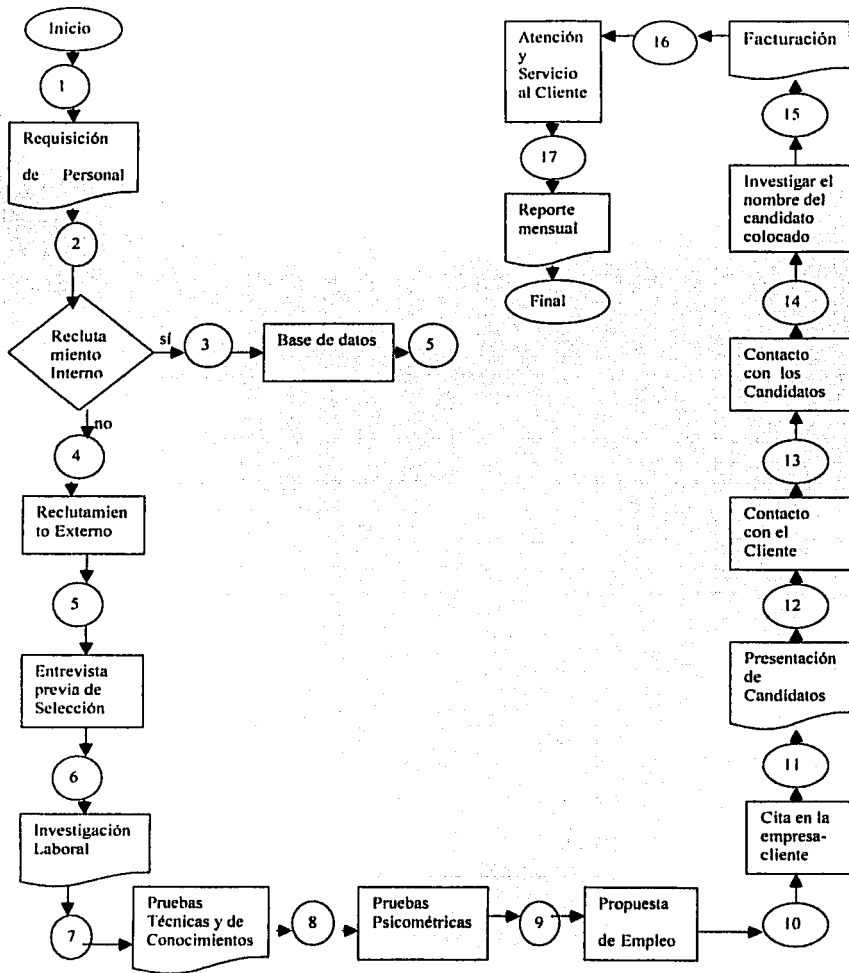 Inicio
1
Requisición
de Personal
2
Recluta
miento
Interno
sí
3
Base de datos
5
no
4
Reclutamien
to Externo
5
Entrevista
previa de
Selección
6
Investigación
Laboral
7
Pruebas
Técnicas y de
Conocimientos
8
Pruebas
Psicométricas
9
Propuesta
de Empleo
10
Cita en la
empresa-
cliente
11
Presentación
de
Candidatos
12
Contacto
con el
Cliente
13
Contacto
con los
Candidatos
14
Investigar el
nombre del
candidato
colocado
15
Facturación
16
Atención
y
Servicio
al Cliente
17
Reporte
mensual
Final